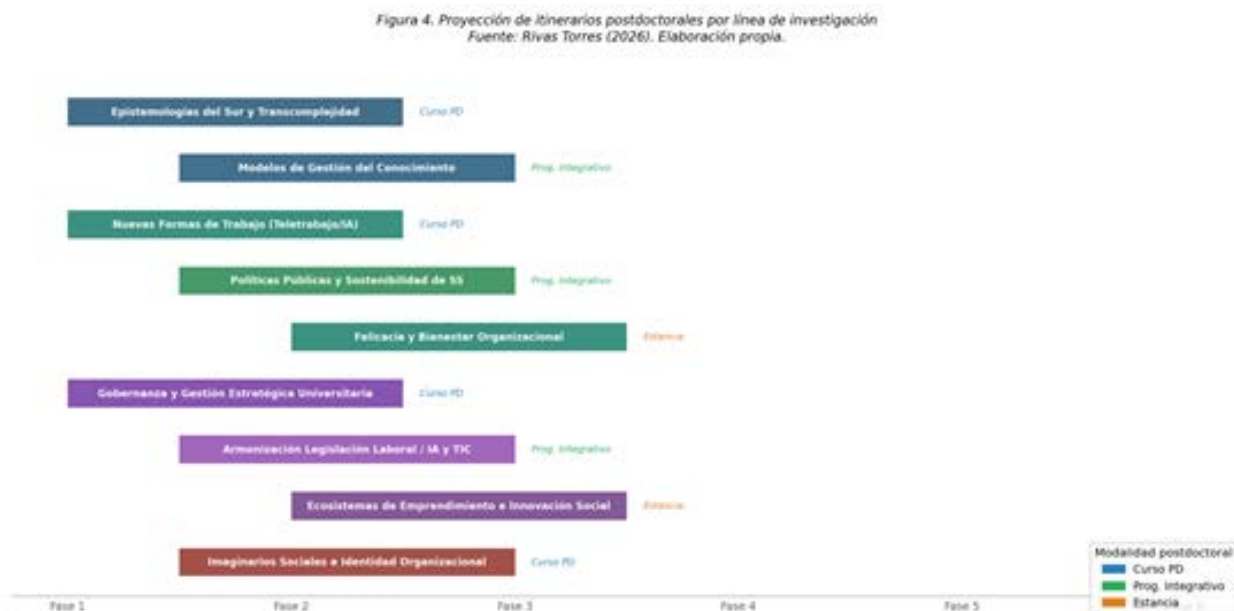 Figura 4. Proyección de itinerarios postdoctorales por línea de investigación
Fuente: Rivas Torres (2026). Elaboración propia.
Epistemologías del Sur y Transcomplejidad Curso PD
Modelos de Gestión del Conocimiento Prog. Integrativo
Nuevas Formas de Trabajo (Teletrabajo/IA) Curso PD
Políticas Públicas y Sostenibilidad de SS Prog. Integrativo
Felicacia y Bienestar Organizacional Estancia
Gobernanza y Gestión Estratégica Universitaria Curso PD
Armonización Legislación Laboral / IA y TIC Prog. Integrativo
Ecosistemas de Emprendimiento e Innovación Social Estancia
Imaginarios Sociales e Identidad Organizacional Curso PD
Modalidad postdoctoral
Curso PD
Prog. Integrativo
Estancia
Fase 1 Fase 2 Fase 3 Fase 4 Fase 5